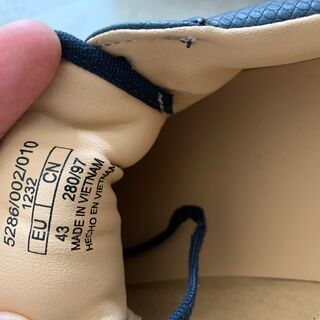 5286/002/010
1232
EU CN
43 280/97
MADE IN VIETNAM
HECHO EN VIETNAM